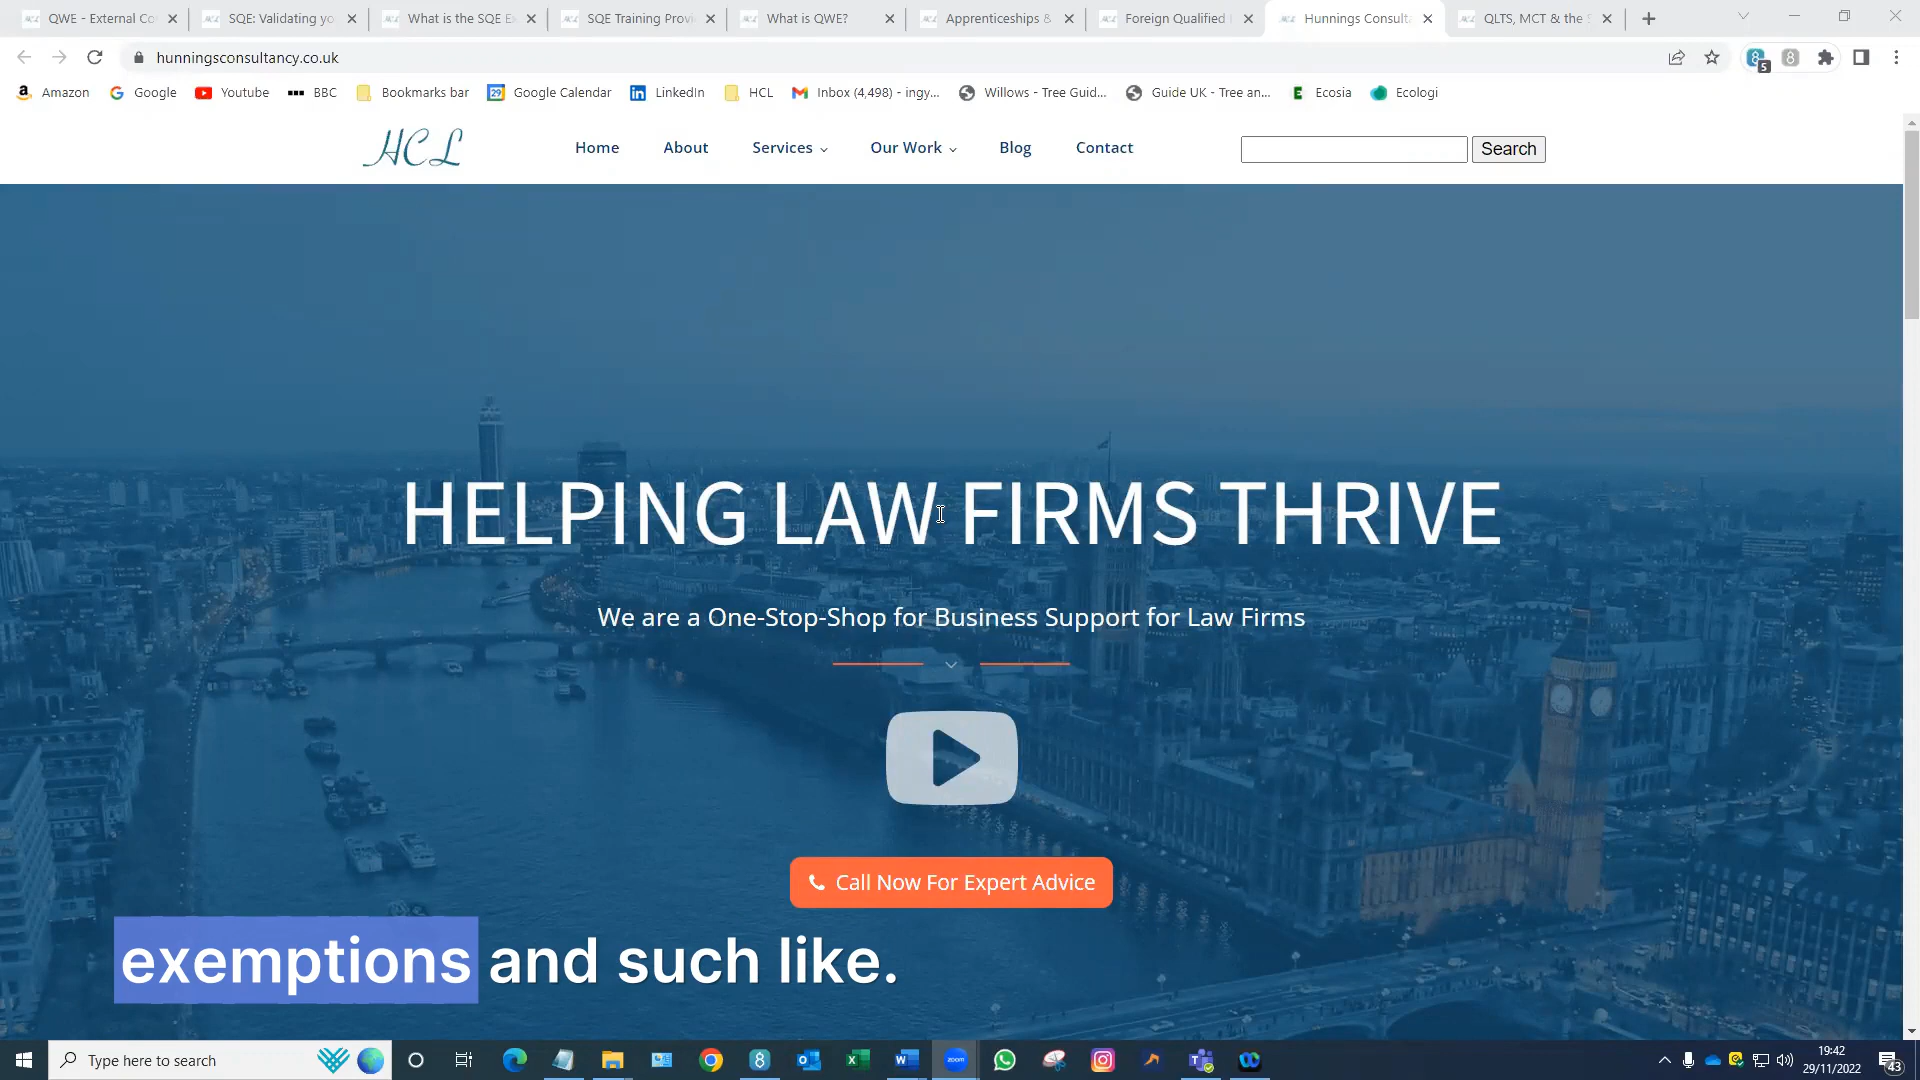 QWE - External Co
SQE: Validating yo
What is the SQE E
SQE Training Provi
What is QWE?
Apprenticeships &
Foreign Qualified
Hunnings Consult
QLTS, MCT & the S
hunningsconsultancy.co.uk
5
Amazon
Google
Youtube
BBC
Bookmarks bar
29
Google Calendar
LinkedIn
HCL
Inbox (4,498) - ingy...
Willows - Tree Guid...
Guide UK - Tree an...
Ecosia
Ecologi
HCL
Home
About
Services
Our Work
Blog
Contact
Search
HELPING LAW FIRMS THRIVE
We are a One-Stop-Shop for Business Support for Law Firms
Call Now For Expert Advice
exemptions and such like.
Type here to search
zoom
19:42
29/11/2022
43